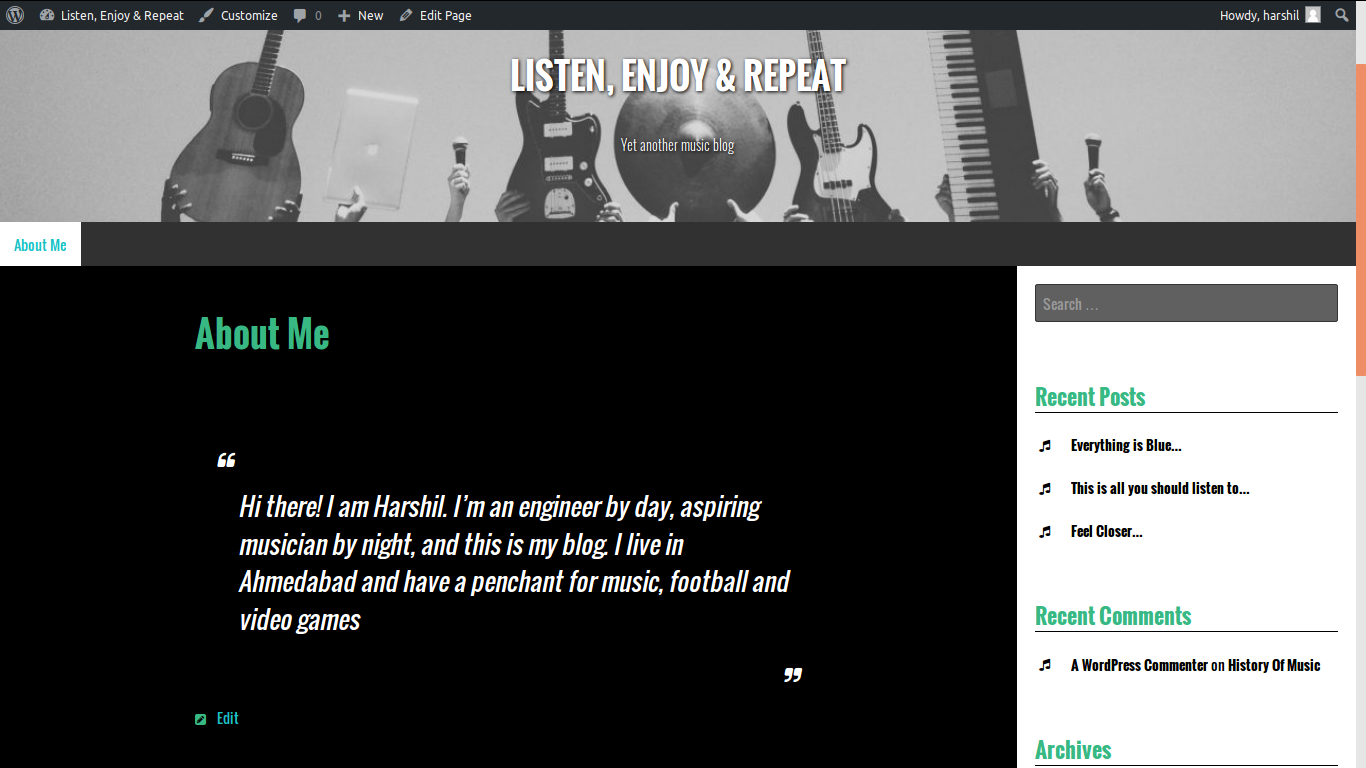 Listen, Enjoy & Repeat Customize 0 New Edit Page Howdy, harshil
LISTEN, ENJOY & REPEAT
Yet another music blog
About Me
About Me
“
Hi there! I am Harshil. I’m an engineer by day, aspiring
musician by night, and this is my blog. I live in
Ahmedabad and have a penchant for music, football and
video games
”
Edit
Search …
Recent Posts
Everything is Blue…
This is all you should listen to…
Feel Closer…
Recent Comments
A WordPress Commenter on History Of Music
Archives